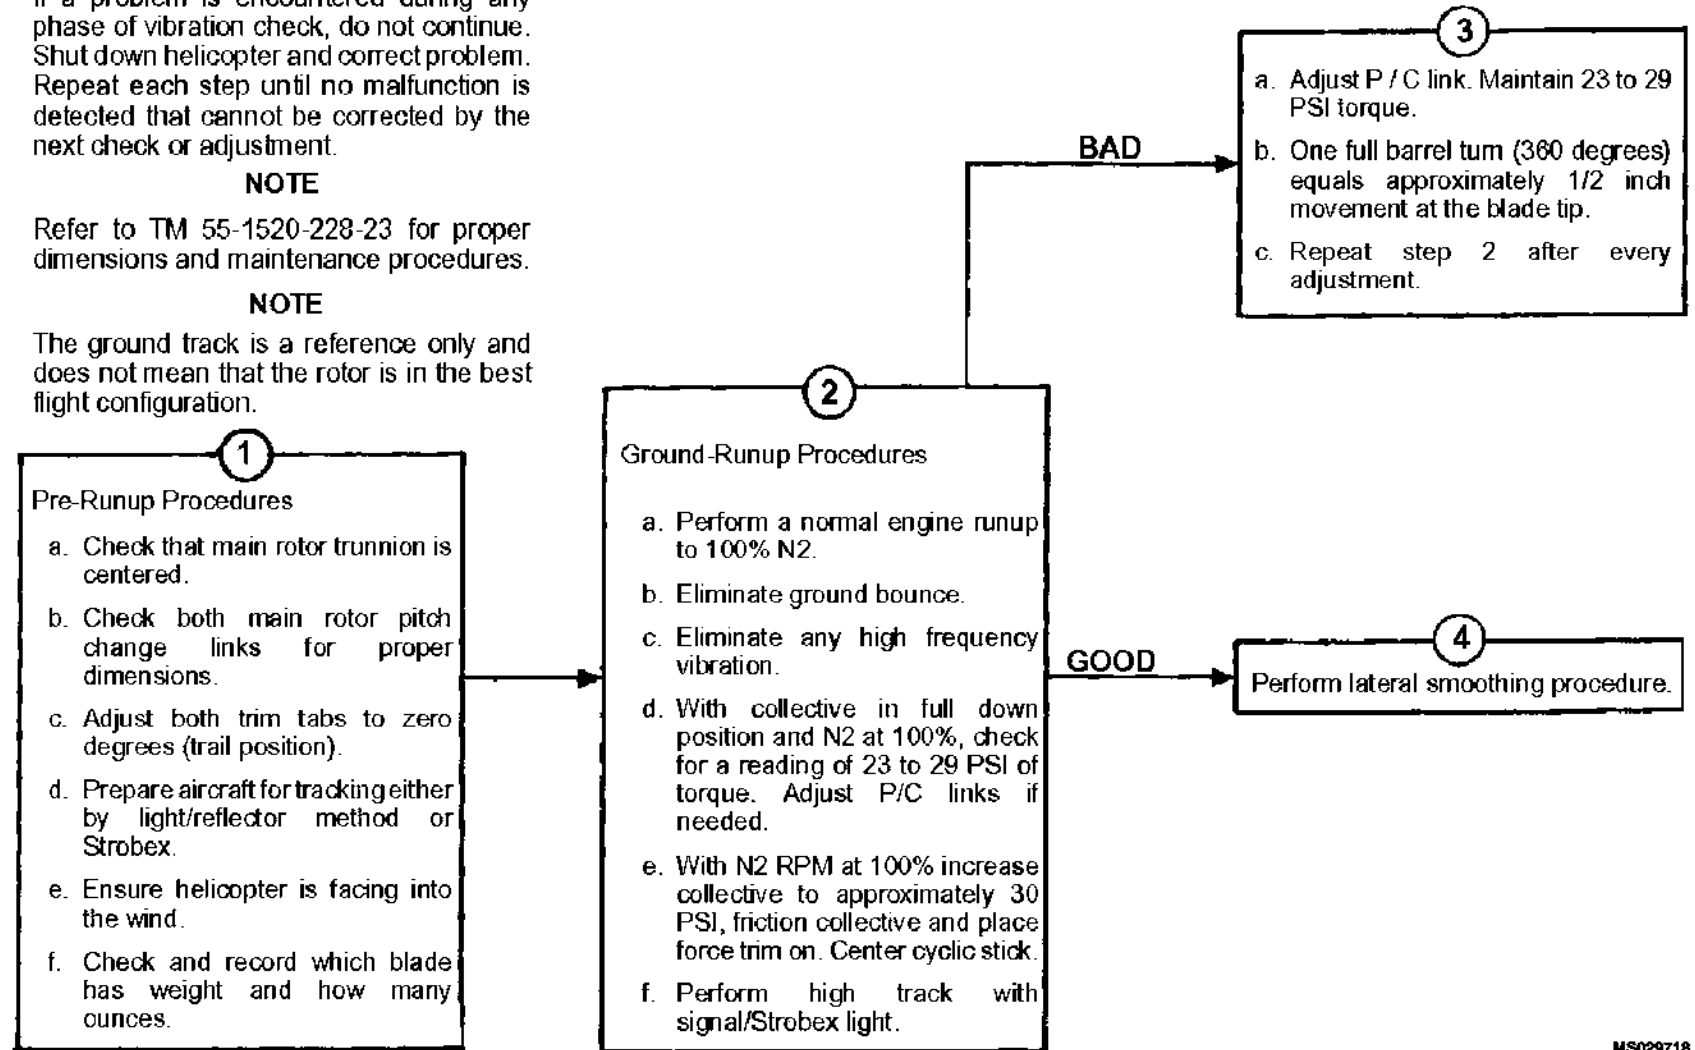 If a problem is encountered during any
phase of vibration check, do not continue.
Shut down helicopter and correct problem.
Repeat each step until no malfunction is
detected that cannot be corrected by the
next check or adjustment.
NOTE
Refer to TM 55-1520-228-23 for proper
dimensions and maintenance procedures.
NOTE
The ground track is a reference only and
does not mean that the rotor is in the best
flight configuration.
1
Pre-Runup Procedures
a. Check that main rotor trunnion is
centered.
b. Check both main rotor pitch
change links for proper
dimensions.
c. Adjust both trim tabs to zero
degrees (trail position).
d. Prepare aircraft for tracking either
by light/reflector method or
Strobex.
e. Ensure helicopter is facing into
the wind.
f. Check and record which blade
has weight and how many
ounces.
2
Ground-Runup Procedures
a. Perform a normal engine runup
to 100% N2.
b. Eliminate ground bounce.
c. Eliminate any high frequency
vibration.
d. With collective in full down
position and N2 at 100%, check
for a reading of 23 to 29 PSI of
torque. Adjust P/C links if
needed.
e. With N2 RPM at 100% increase
collective to approximately 30
PSI, friction collective and place
force trim on. Center cyclic stick.
f. Perform high track with
signal/Strobex light.
BAD
3
a. Adjust P / C link. Maintain 23 to 29
PSI torque.
b. One full barrel turn (360 degrees)
equals approximately 1/2 inch
movement at the blade tip.
c. Repeat step 2 after every
adjustment.
GOOD
4
Perform lateral smoothing procedure.
MS029718